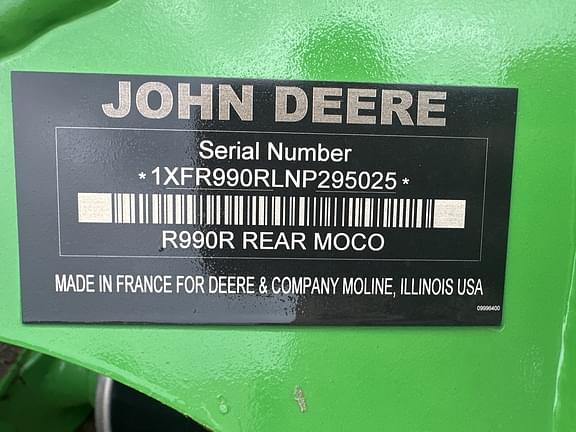 JOHN DEERE
Serial Number
*1XFR990RLNP295025*
R990R REAR MOCO
MADE IN FRANCE FOR DEERE & COMPANY MOLINE, ILLINOIS USA
09996400